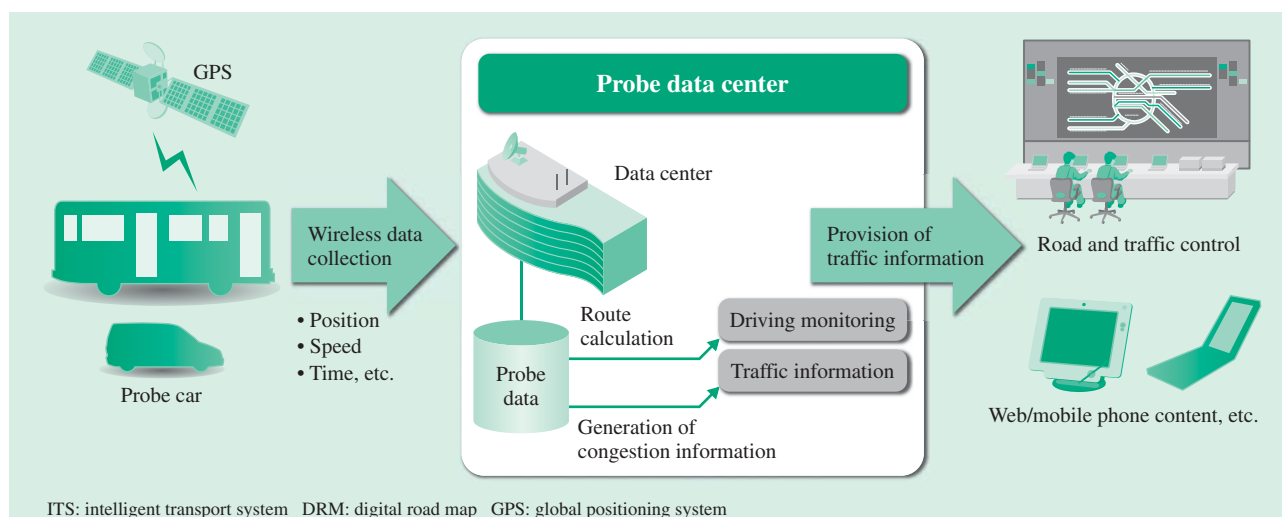 GPS
Probe car
Wireless data
collection
• Position
• Speed
• Time, etc.
Probe data center
Data center
Route
calculation
Probe
data
Generation of
congestion information
Driving monitoring
Traffic information
Provision of
traffic information
Road and traffic control
Web/mobile phone content, etc.
ITS: intelligent transport system DRM: digital road map GPS: global positioning system